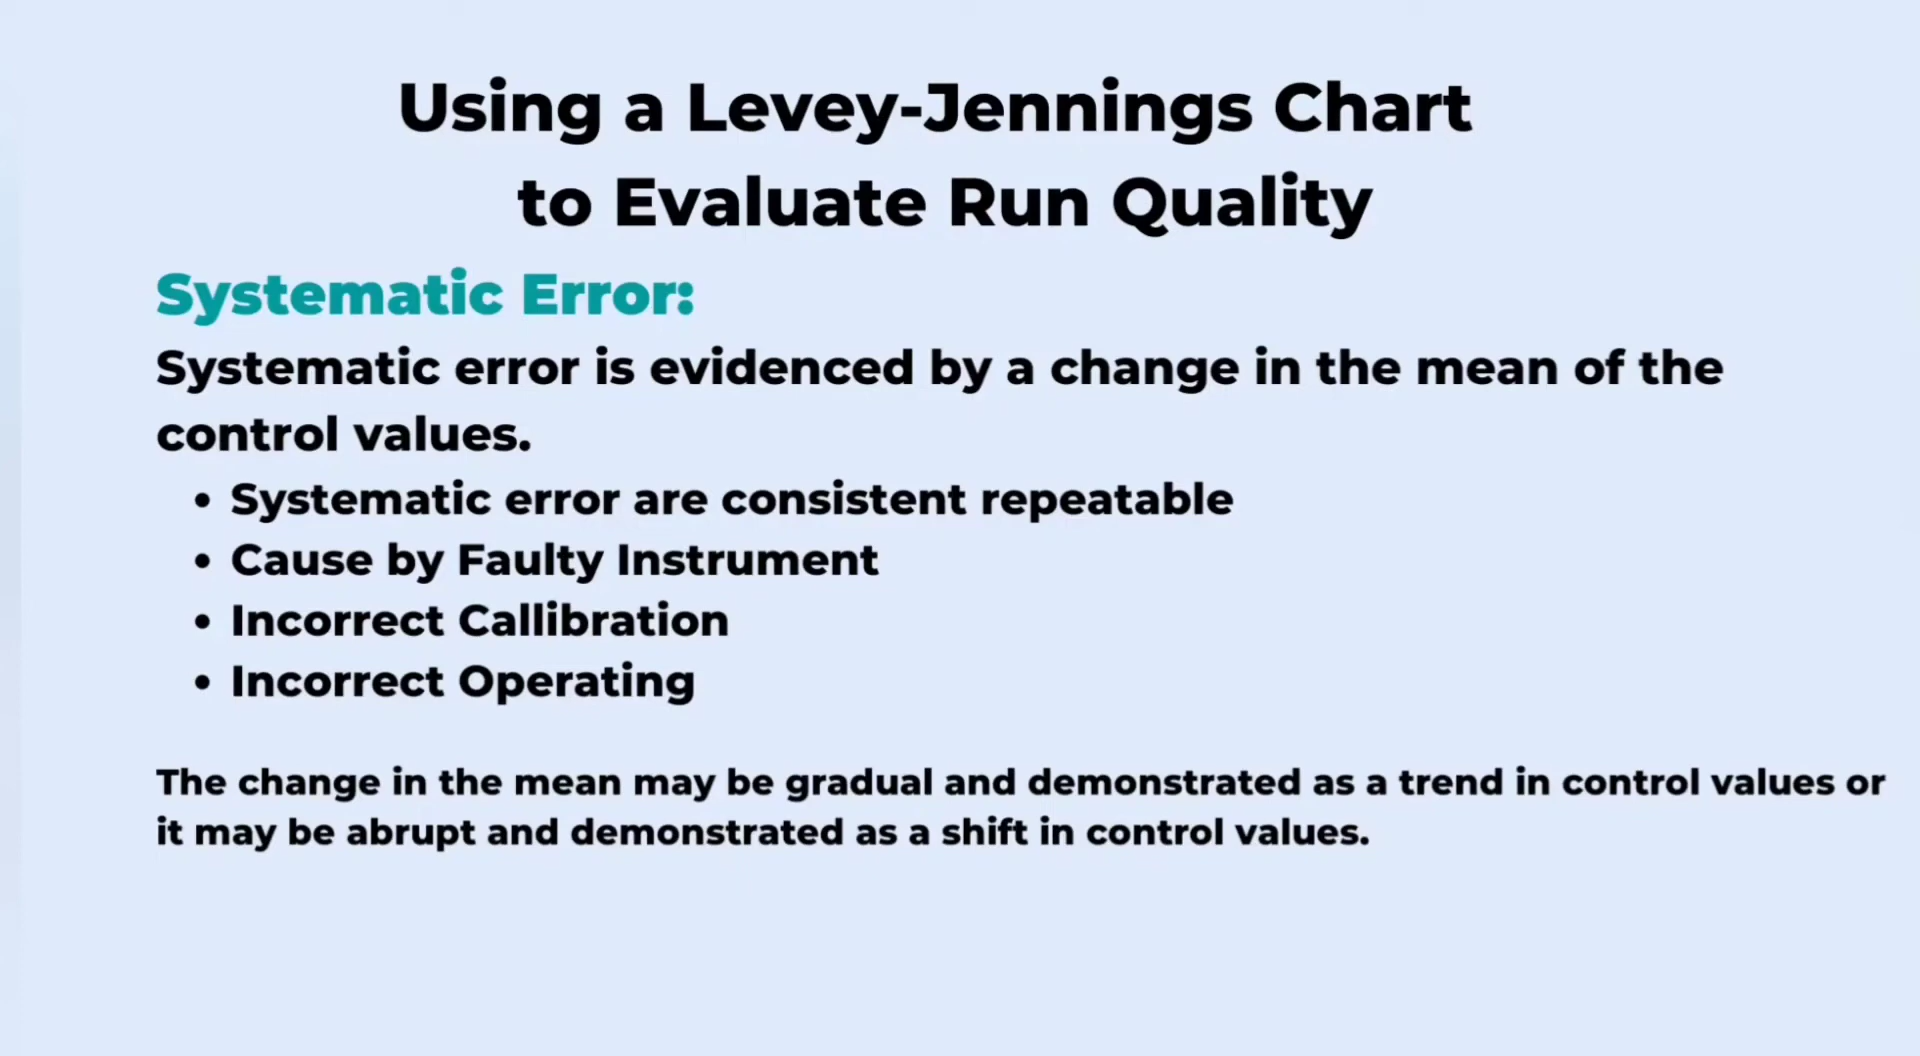 Using a Levey-Jennings Chart
to Evaluate Run Quality
Systematic Error:
Systematic error is evidenced by a change in the mean of the
control values.
• Systematic error are consistent repeatable
• Cause by Faulty Instrument
• Incorrect Callibration
• Incorrect Operating
The change in the mean may be gradual and demonstrated as a trend in control values or
it may be abrupt and demonstrated as a shift in control values.